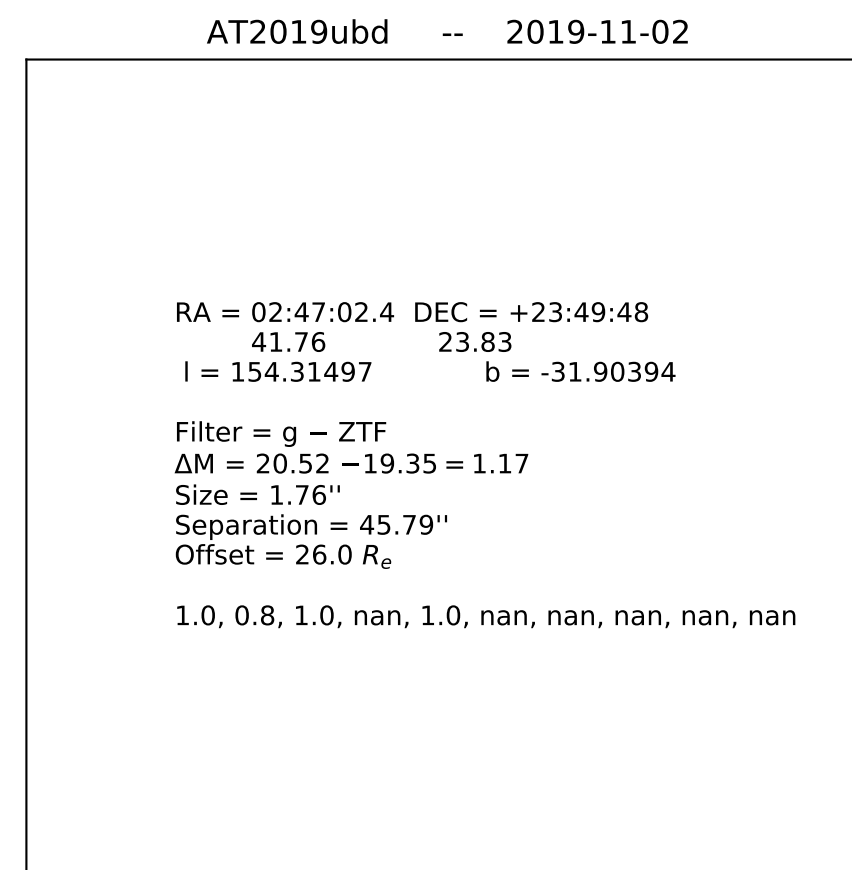 AT2019ubd -- 2019-11-02
RA = 02:47:02.4 DEC = +23:49:48
41.76 23.83
l = 154.31497 b = -31.90394
Filter = g − ZTF
ΔM = 20.52 −19.35 = 1.17
Size = 1.76''
Separation = 45.79''
Offset = 26.0 Rₑ
1.0, 0.8, 1.0, nan, 1.0, nan, nan, nan, nan, nan